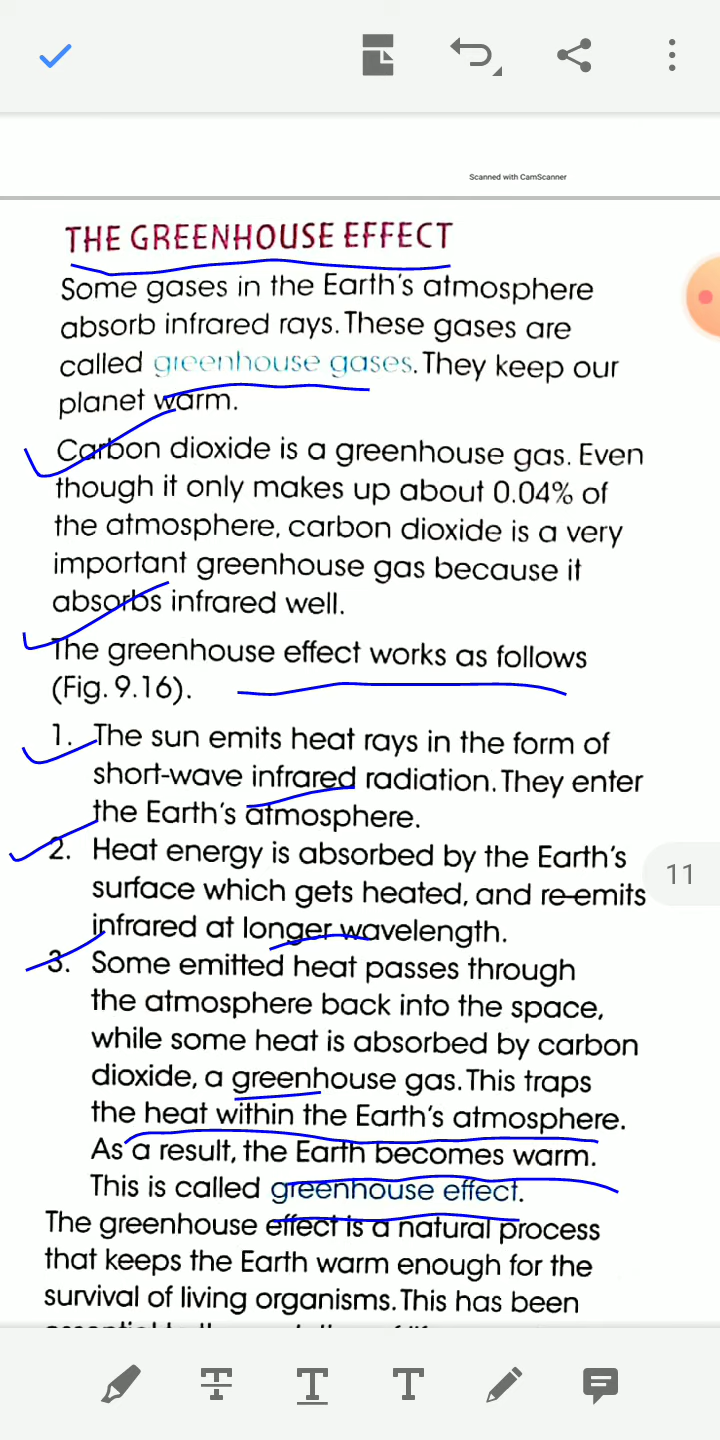 Scanned with CamScanner
THE GREENHOUSE EFFECT
Some gases in the Earth's atmosphere
absorb infrared rays. These gases are
called greenhouse gases. They keep our
planet warm.
Carbon dioxide is a greenhouse gas. Even
though it only makes up about 0.04% of
the atmosphere, carbon dioxide is a very
important greenhouse gas because it
absorbs infrared well.
The greenhouse effect works as follows
(Fig. 9.16).
1. The sun emits heat rays in the form of
short-wave infrared radiation. They enter
the Earth's atmosphere.
2. Heat energy is absorbed by the Earth's
surface which gets heated, and re-emits
infrared at longer wavelength.
11
3. Some emitted heat passes through
the atmosphere back into the space,
while some heat is absorbed by carbon
dioxide, a greenhouse gas. This traps
the heat within the Earth's atmosphere.
As a result, the Earth becomes warm.
This is called greenhouse effect.
The greenhouse effect is a natural process
that keeps the Earth warm enough for the
survival of living organisms. This has been